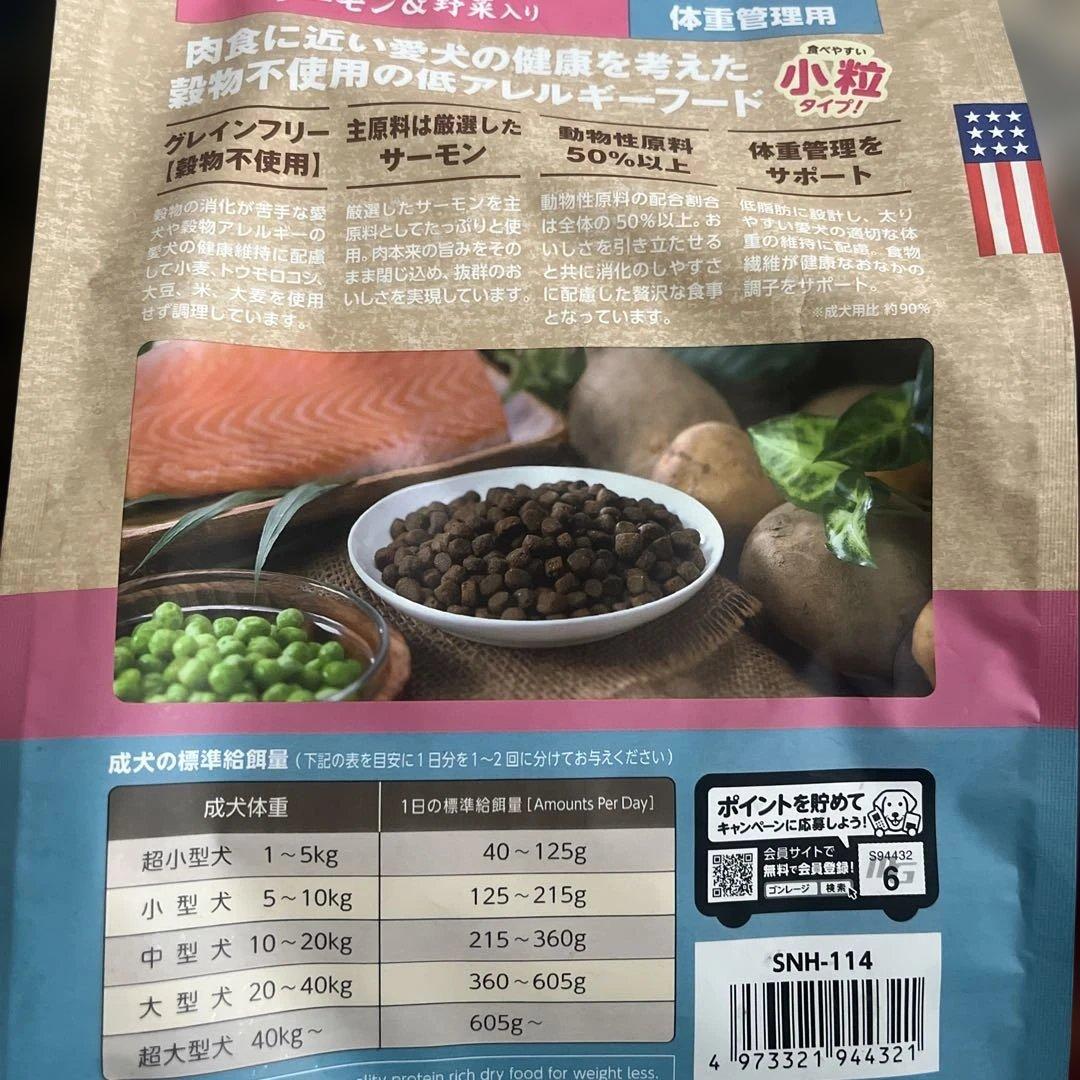 サーモン&野菜入り
体重管理用
肉食に近い愛犬の健康を考えた
穀物不使用の低アレルギーフード
食べやすい
小粒
タイプ!
グレインフリー
【穀物不使用】
穀物の消化が苦手な愛
犬や穀物アレルギーの
愛犬の健康維持に配慮
して小麦、トウモロコシ、
大豆、米、大麦を使用
せず調理しています。
主原料は厳選した
サーモン
厳選したサーモンを主
原料としてたっぷりと使
用。肉本来の旨みをその
まま閉じ込め、抜群のお
いしさを実現しています。
動物性原料
50%以上
動物性原料の配合割合
は全体の50%以上。お
いしさを引き立たせる
と共に消化のしやすさ
に配慮した贅沢な食事
となっています。
体重管理を
サポート
低脂肪に設計し、太り
やすい愛犬の適切な体
重の維持に配慮。食物
繊維が健康なおなかの
調子をサポート。
※成犬用比 約90%
成犬の標準給餌量(下記の表を目安に1日分を1~2回に分けてお与えください)
成犬体重 1日の標準給餌量[Amounts Per Day]
超小型犬 1~5kg 40~125g
小型犬 5~10kg 125~215g
中型犬 10~20kg 215~360g
大型犬 20~40kg 360~605g
超大型犬 40kg~ 605g~
ポイントを貯めて
キャンペーンに応募しよう!
会員サイトで
無料で会員登録!
ゴンレージ 検索
S94432
6
SNH-114
4 973321 944321
protein rich dry food for weight less.